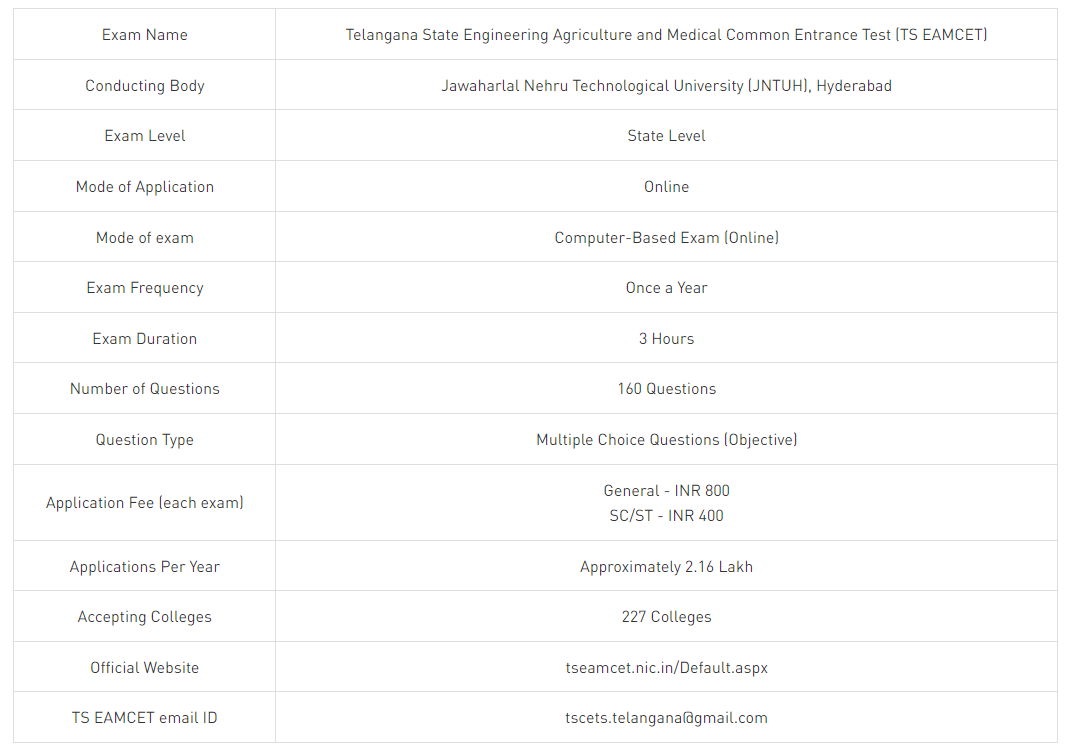 Exam Name
Telangana State Engineering Agriculture and Medical Common Entrance Test (TS EAMCET)
Conducting Body
Jawaharlal Nehru Technological University (JNTUH), Hyderabad
Exam Level
State Level
Mode of Application
Online
Mode of exam
Computer-Based Exam (Online)
Exam Frequency
Once a Year
Exam Duration
3 Hours
Number of Questions
160 Questions
Question Type
Multiple Choice Questions (Objective)
Application Fee (each exam)
General - INR 800
SC/ST - INR 400
Applications Per Year
Approximately 2.16 Lakh
Accepting Colleges
227 Colleges
Official Website
tseamcet.nic.in/Default.aspx
TS EAMCET email ID
tscets.telangana@gmail.com